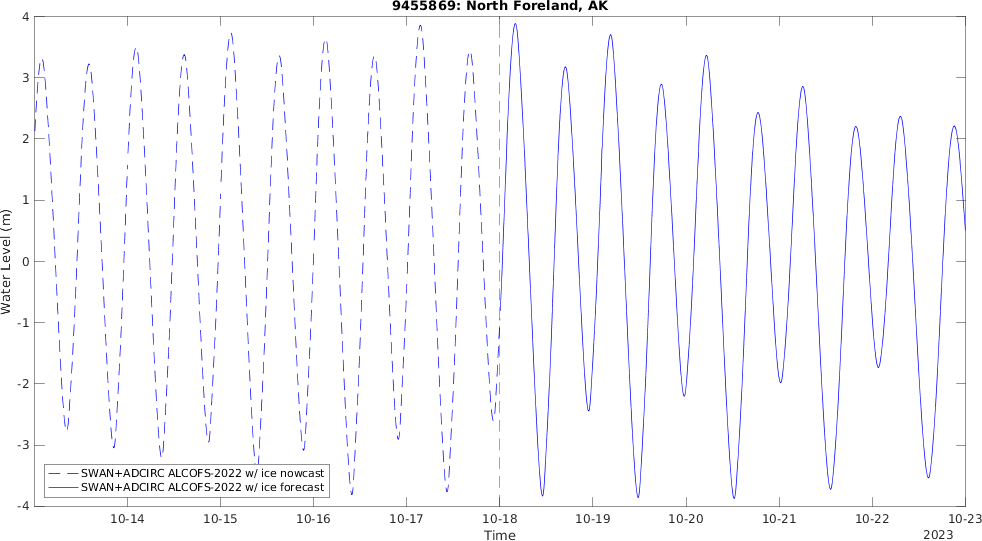 9455869: North Foreland, AK
4
3
2
1
0
-1
-2
-3
-4
Water Level (m)
SWAN+ADCIRC ALCOFS-2022 w/ ice nowcast
SWAN+ADCIRC ALCOFS-2022 w/ ice forecast
10-14 10-15 10-16 10-17 10-18 10-19 10-20 10-21 10-22 10-23
Time
2023